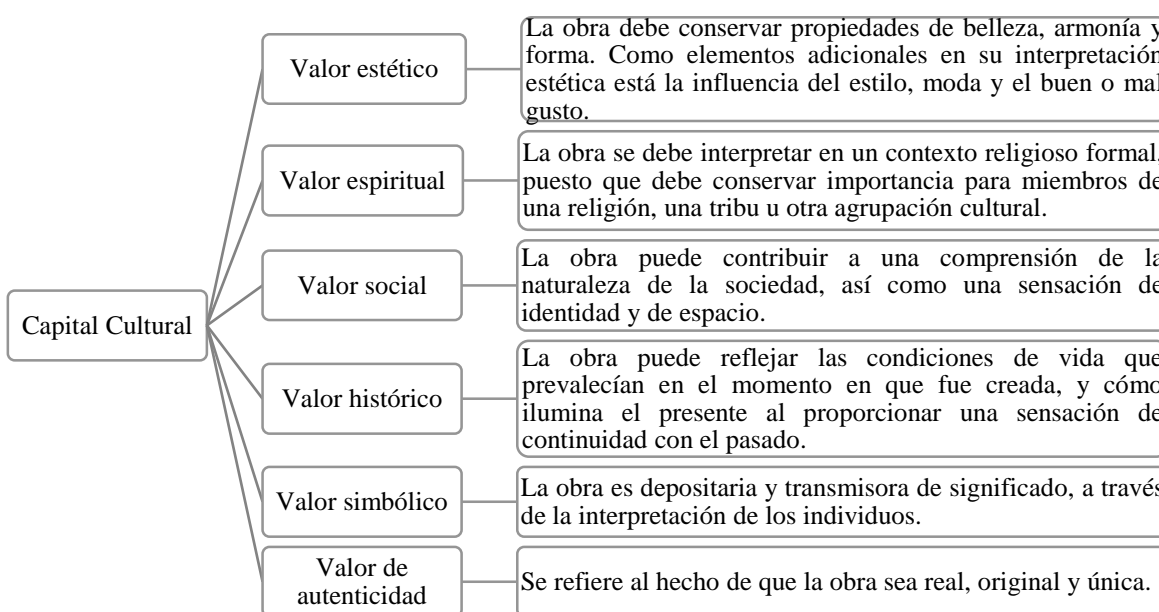 Capital Cultural
Valor estético
La obra debe conservar propiedades de belleza, armonía y
forma. Como elementos adicionales en su interpretación
estética está la influencia del estilo, moda y el buen o mal
gusto.
Valor espiritual
La obra se debe interpretar en un contexto religioso formal,
puesto que debe conservar importancia para miembros de
una religión, una tribu u otra agrupación cultural.
Valor social
La obra puede contribuir a una comprensión de la
naturaleza de la sociedad, así como una sensación de
identidad y de espacio.
Valor histórico
La obra puede reflejar las condiciones de vida que
prevalecían en el momento en que fue creada, y cómo
ilumina el presente al proporcionar una sensación de
continuidad con el pasado.
Valor simbólico
La obra es depositaria y transmisora de significado, a través
de la interpretación de los individuos.
Valor de
autenticidad
Se refiere al hecho de que la obra sea real, original y única.